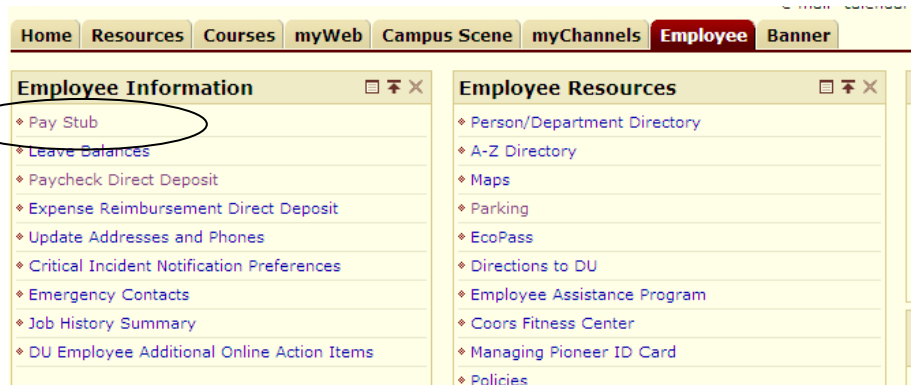 Home Resources Courses myWeb Campus Scene myChannels Employee Banner
Employee Information
Pay Stub
Leave Balances
Paycheck Direct Deposit
Expense Reimbursement Direct Deposit
Update Addresses and Phones
Critical Incident Notification Preferences
Emergency Contacts
Job History Summary
DU Employee Additional Online Action Items
Employee Resources
Person/Department Directory
A-Z Directory
Maps
Parking
EcoPass
Directions to DU
Employee Assistance Program
Coors Fitness Center
Managing Pioneer ID Card
Policies